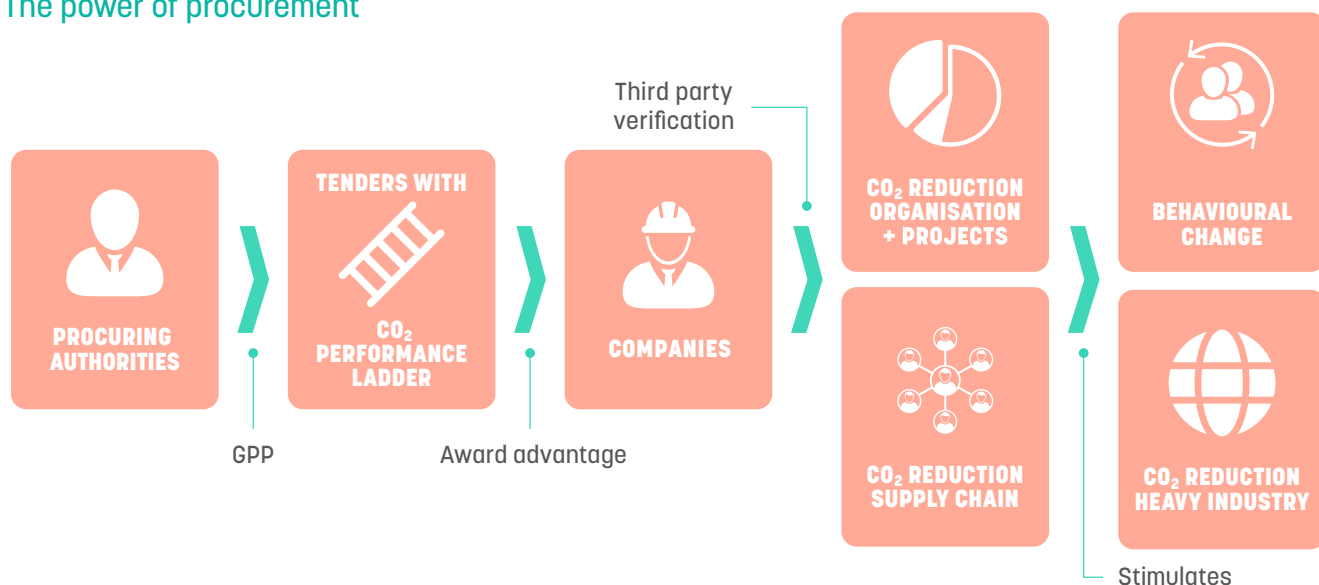 The power of procurement
PROCURING
AUTHORITIES
GPP
TENDERS WITH
CO₂
PERFORMANCE
LADDER
Award advantage
COMPANIES
Third party
verification
CO₂ REDUCTION
ORGANISATION
+ PROJECTS
CO₂ REDUCTION
SUPPLY CHAIN
Stimulates
BEHAVIOURAL
CHANGE
CO₂ REDUCTION
HEAVY INDUSTRY